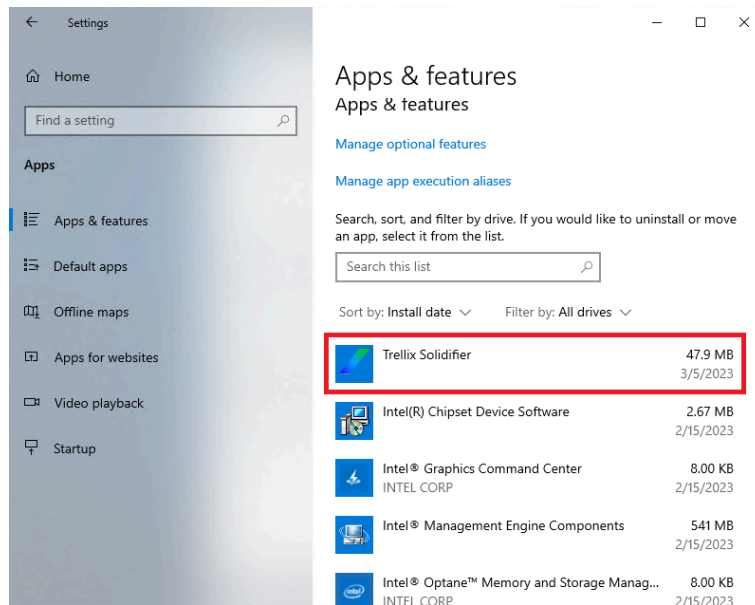 Settings
Home
Find a setting
Apps
Apps & features
Default apps
Offline maps
Apps for websites
Video playback
Startup
Apps & features
Apps & features
Manage optional features
Manage app execution aliases
Search, sort, and filter by drive. If you would like to uninstall or move
an app, select it from the list.
Search this list
Sort by: Install date Filter by: All drives
Trellix Solidifier 47.9 MB
3/5/2023
Intel(R) Chipset Device Software 2.67 MB
2/15/2023
Intel® Graphics Command Center 8.00 KB
INTEL CORP 2/15/2023
Intel® Management Engine Components 541 MB
2/15/2023
Intel® Optane™ Memory and Storage Manag... 8.00 KB
INTEL CORP 2/15/2023